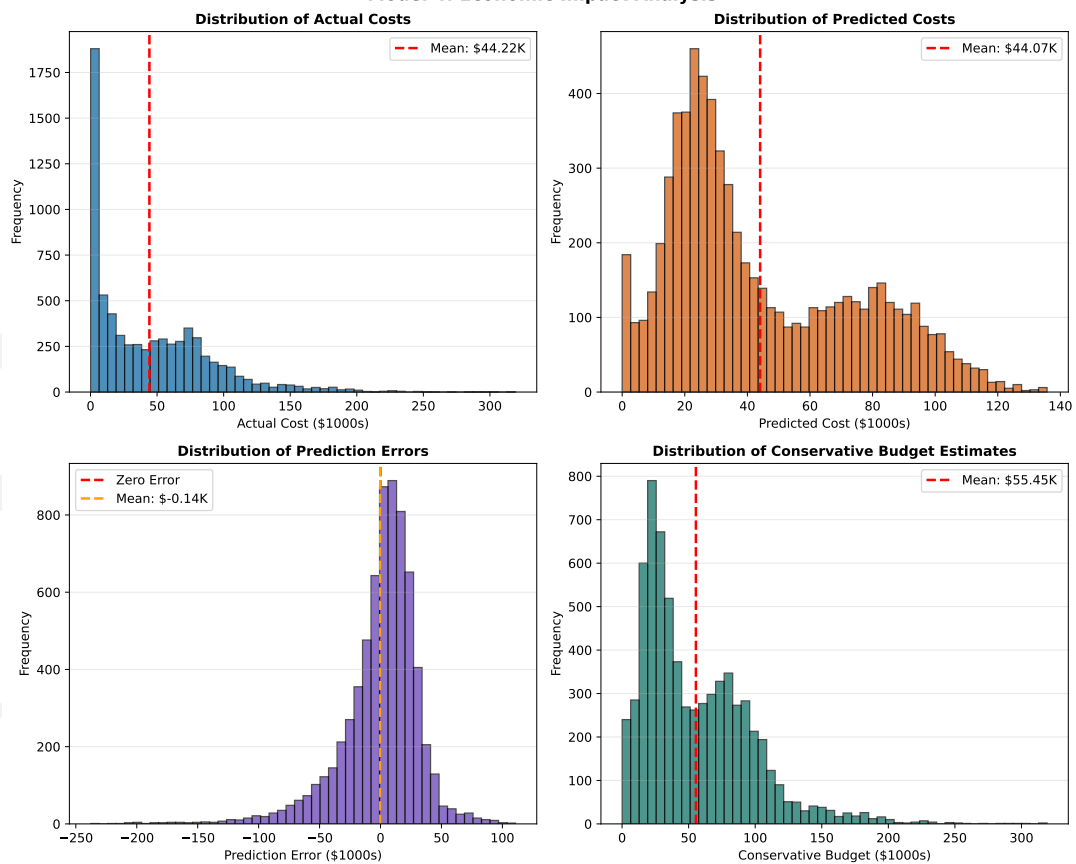 Distribution of Actual Costs
Mean: $44.22K
1750
1500
1250
1000
750
500
250
0
Frequency
0 50 100 150 200 250 300
Actual Cost ($1000s)
Distribution of Predicted Costs
Mean: $44.07K
400
300
200
100
0
Frequency
0 20 40 60 80 100 120 140
Predicted Cost ($1000s)
Distribution of Prediction Errors
Zero Error
Mean: $-0.14K
800
600
400
200
0
Frequency
−250 −200 −150 −100 −50 0 50 100
Prediction Error ($1000s)
Distribution of Conservative Budget Estimates
Mean: $55.45K
800
700
600
500
400
300
200
100
0
Frequency
0 50 100 150 200 250 300
Conservative Budget ($1000s)